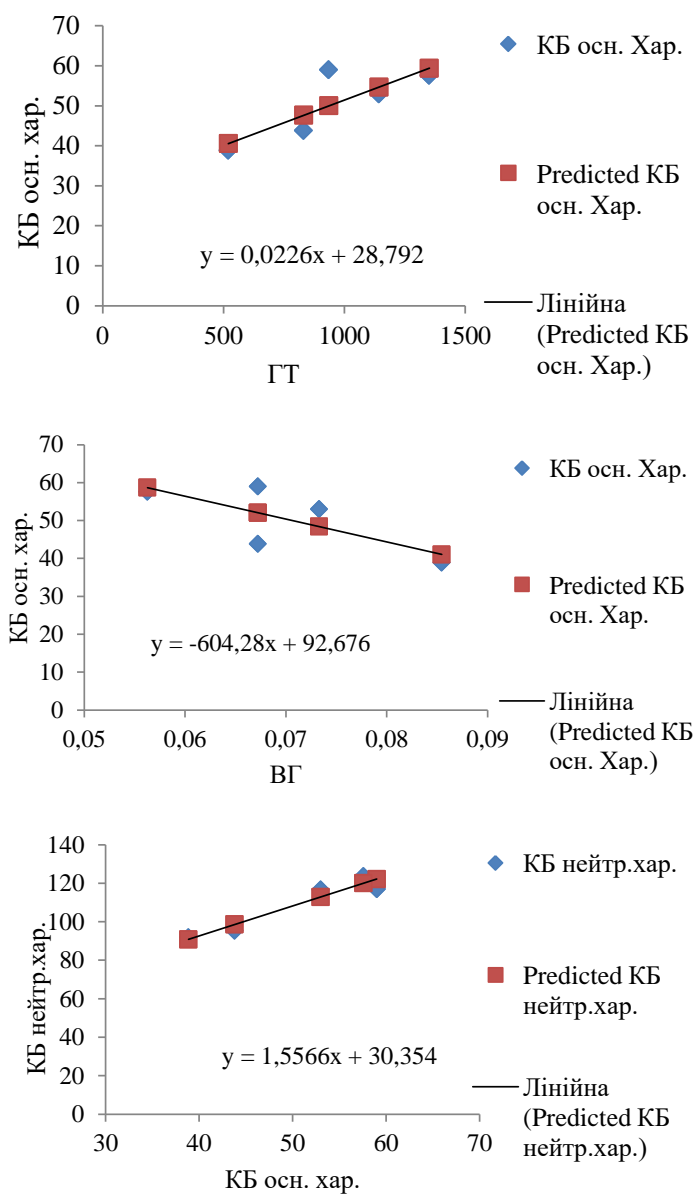 КБ осн. хар.
70
60
50
40
30
20
10
0
0
500
1000
1500
ГТ
y = 0,0226x + 28,792
КБ осн. Хар.
Predicted КБ
осн. Хар.
Лінійна
(Predicted КБ
осн. Хар.)
КБ осн. хар.
70
60
50
40
30
20
10
0
0,05
0,06
0,07
0,08
0,09
ВГ
y = -604,28x + 92,676
КБ осн. Хар.
Predicted КБ
осн. Хар.
Лінійна
(Predicted КБ
осн. Хар.)
КБ нейтр.хар.
140
120
100
80
60
40
20
0
30
40
50
60
70
КБ осн. хар.
y = 1,5566x + 30,354
КБ нейтр.хар.
Predicted КБ
нейтр.хар.
Лінійна
(Predicted КБ
нейтр.хар.)